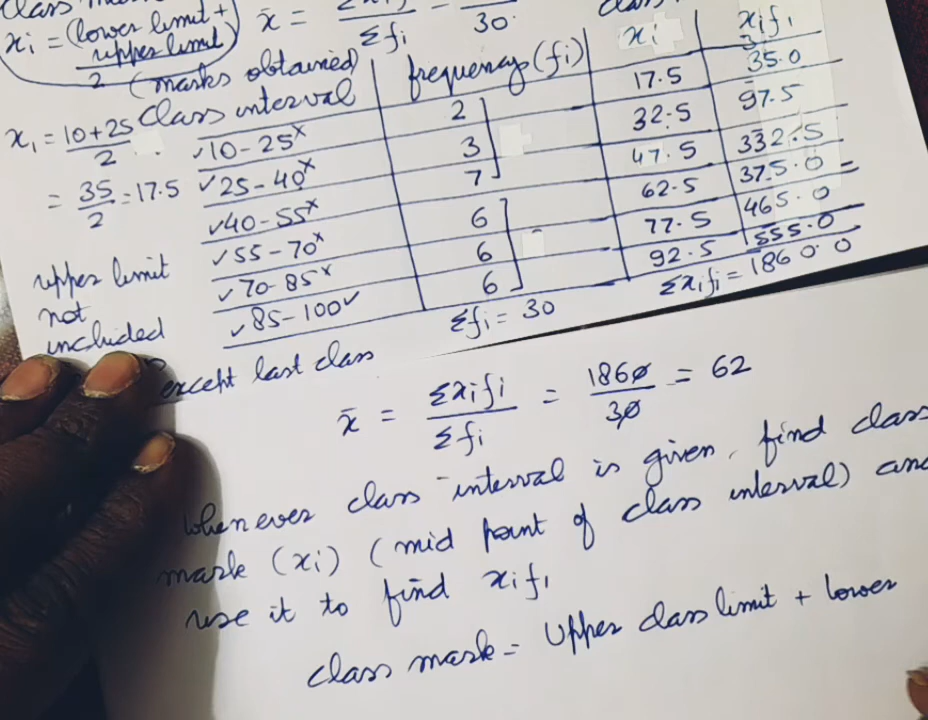 xi = (lower limit + upper limit) / 2
x̄ = / Σfi
30
(marks obtained)
class interval | frequency (fi) | xi | xifi
10-25 | 2 | 17.5 | 35.0
25-40 | 3 | 32.5 | 97.5
40-55 | 7 | 47.5 | 332.5
55-70 | 6 | 62.5 | 375.0
70-85 | 6 | 77.5 | 465.0
85-100 | 6 | 92.5 | 555.0
Σfi = 30
Σxifi = 1860.0
x1 = 10+25 / 2
= 35/2 = 17.5
upper limit
not
included
except last class
x̄ = Σxifi / Σfi = 1860 / 30 = 62
Whenever class interval is given, find class
mark (xi) (mid point of class interval) and
use it to find xifi
class mark = Upper class limit + lower